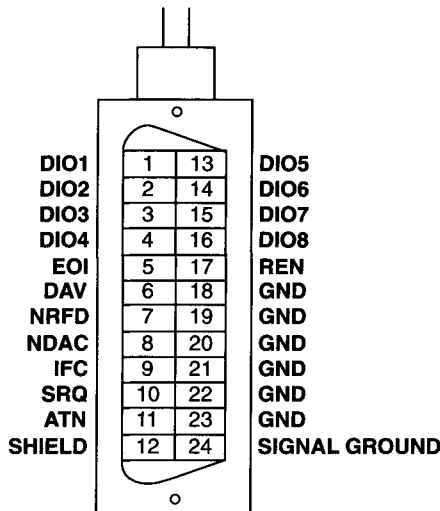 DIO1 1 13 DIO5
DIO2 2 14 DIO6
DIO3 3 15 DIO7
DIO4 4 16 DIO8
EOI 5 17 REN
DAV 6 18 GND
NRFD 7 19 GND
NDAC 8 20 GND
IFC 9 21 GND
SRQ 10 22 GND
ATN 11 23 GND
SHIELD 12 24 SIGNAL GROUND